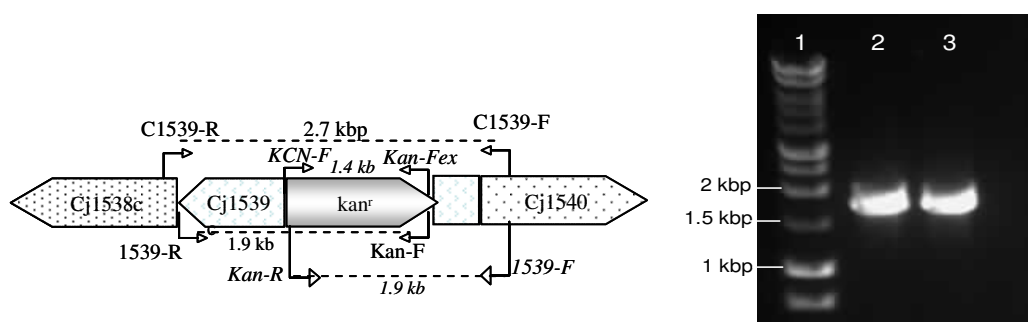 C1539-R
2.7 kbp
C1539-F
KCN-F
1.4 kb
Kan-Fex
Cj1538c
Cj1539
kanʳ
Cj1540
1539-R
1.9 kb
Kan-F
Kan-R
1.9 kb
1539-F
1
2
3
2 kbp
1.5 kbp
1 kbp